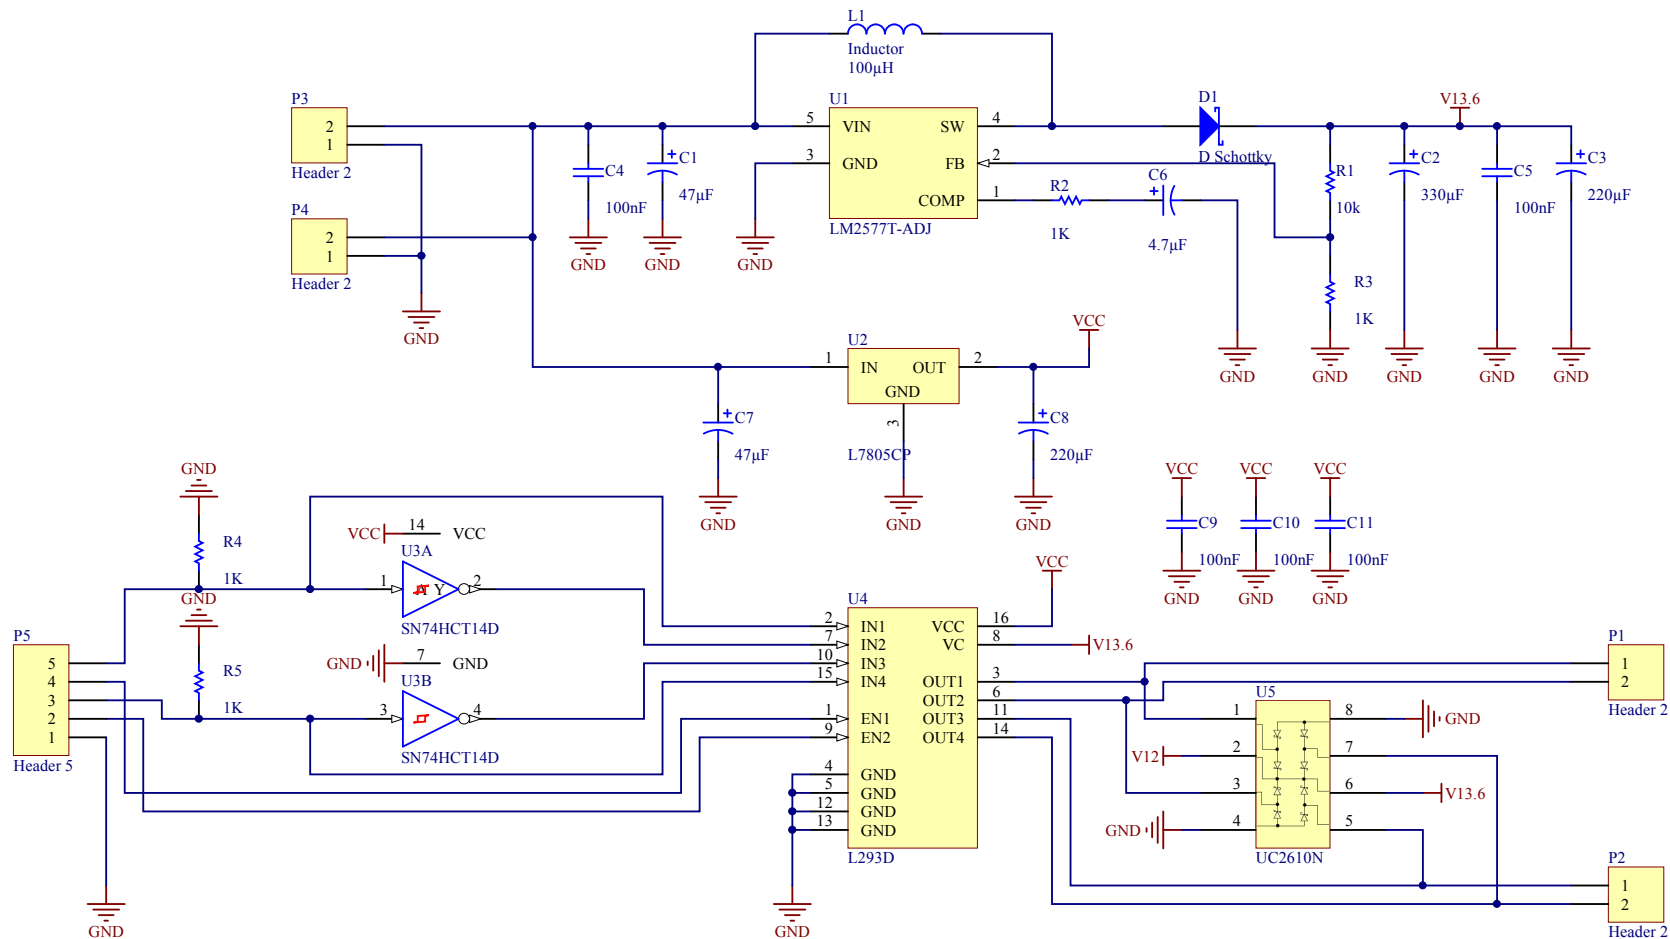 L1
Inductor
100µH
P3
2
1
Header 2
P4
2
1
Header 2
GND
C4
100nF
GND
C1
47µF
GND
GND
U1
5 VIN SW 4
3 GND FB 2
COMP 1
LM2577T-ADJ
R2
1K
C6
4.7µF
GND
D1
D Schottky
V13.6
R1
10k
R3
1K
GND
C2
330µF
GND
C5
100nF
GND
C3
220µF
GND
U2
1 IN OUT 2
GND
3
L7805CP
GND
VCC
C7
47µF
GND
C8
220µF
GND
VCC
C9
100nF
GND
VCC
C10
100nF
GND
VCC
C11
100nF
GND
GND
R4
1K
GND
R5
1K
VCC 14 VCC
U3A
1 A Y 2
SN74HCT14D
GND 7 GND
U3B
3 4
SN74HCT14D
P5
5
4
3
2
1
Header 5
GND
VCC
U4
2 IN1 VCC 16
7 IN2 VC 8 V13.6
10 IN3
15 IN4 OUT1 3
OUT2 6
1 EN1 OUT3 11
9 EN2 OUT4 14
4 GND
5 GND
12 GND
13 GND
L293D
GND
U5
1 8 GND
V12 2 7
3 6 V13.6
GND 4 5
UC2610N
P1
1
2
Header 2
P2
1
2
Header 2